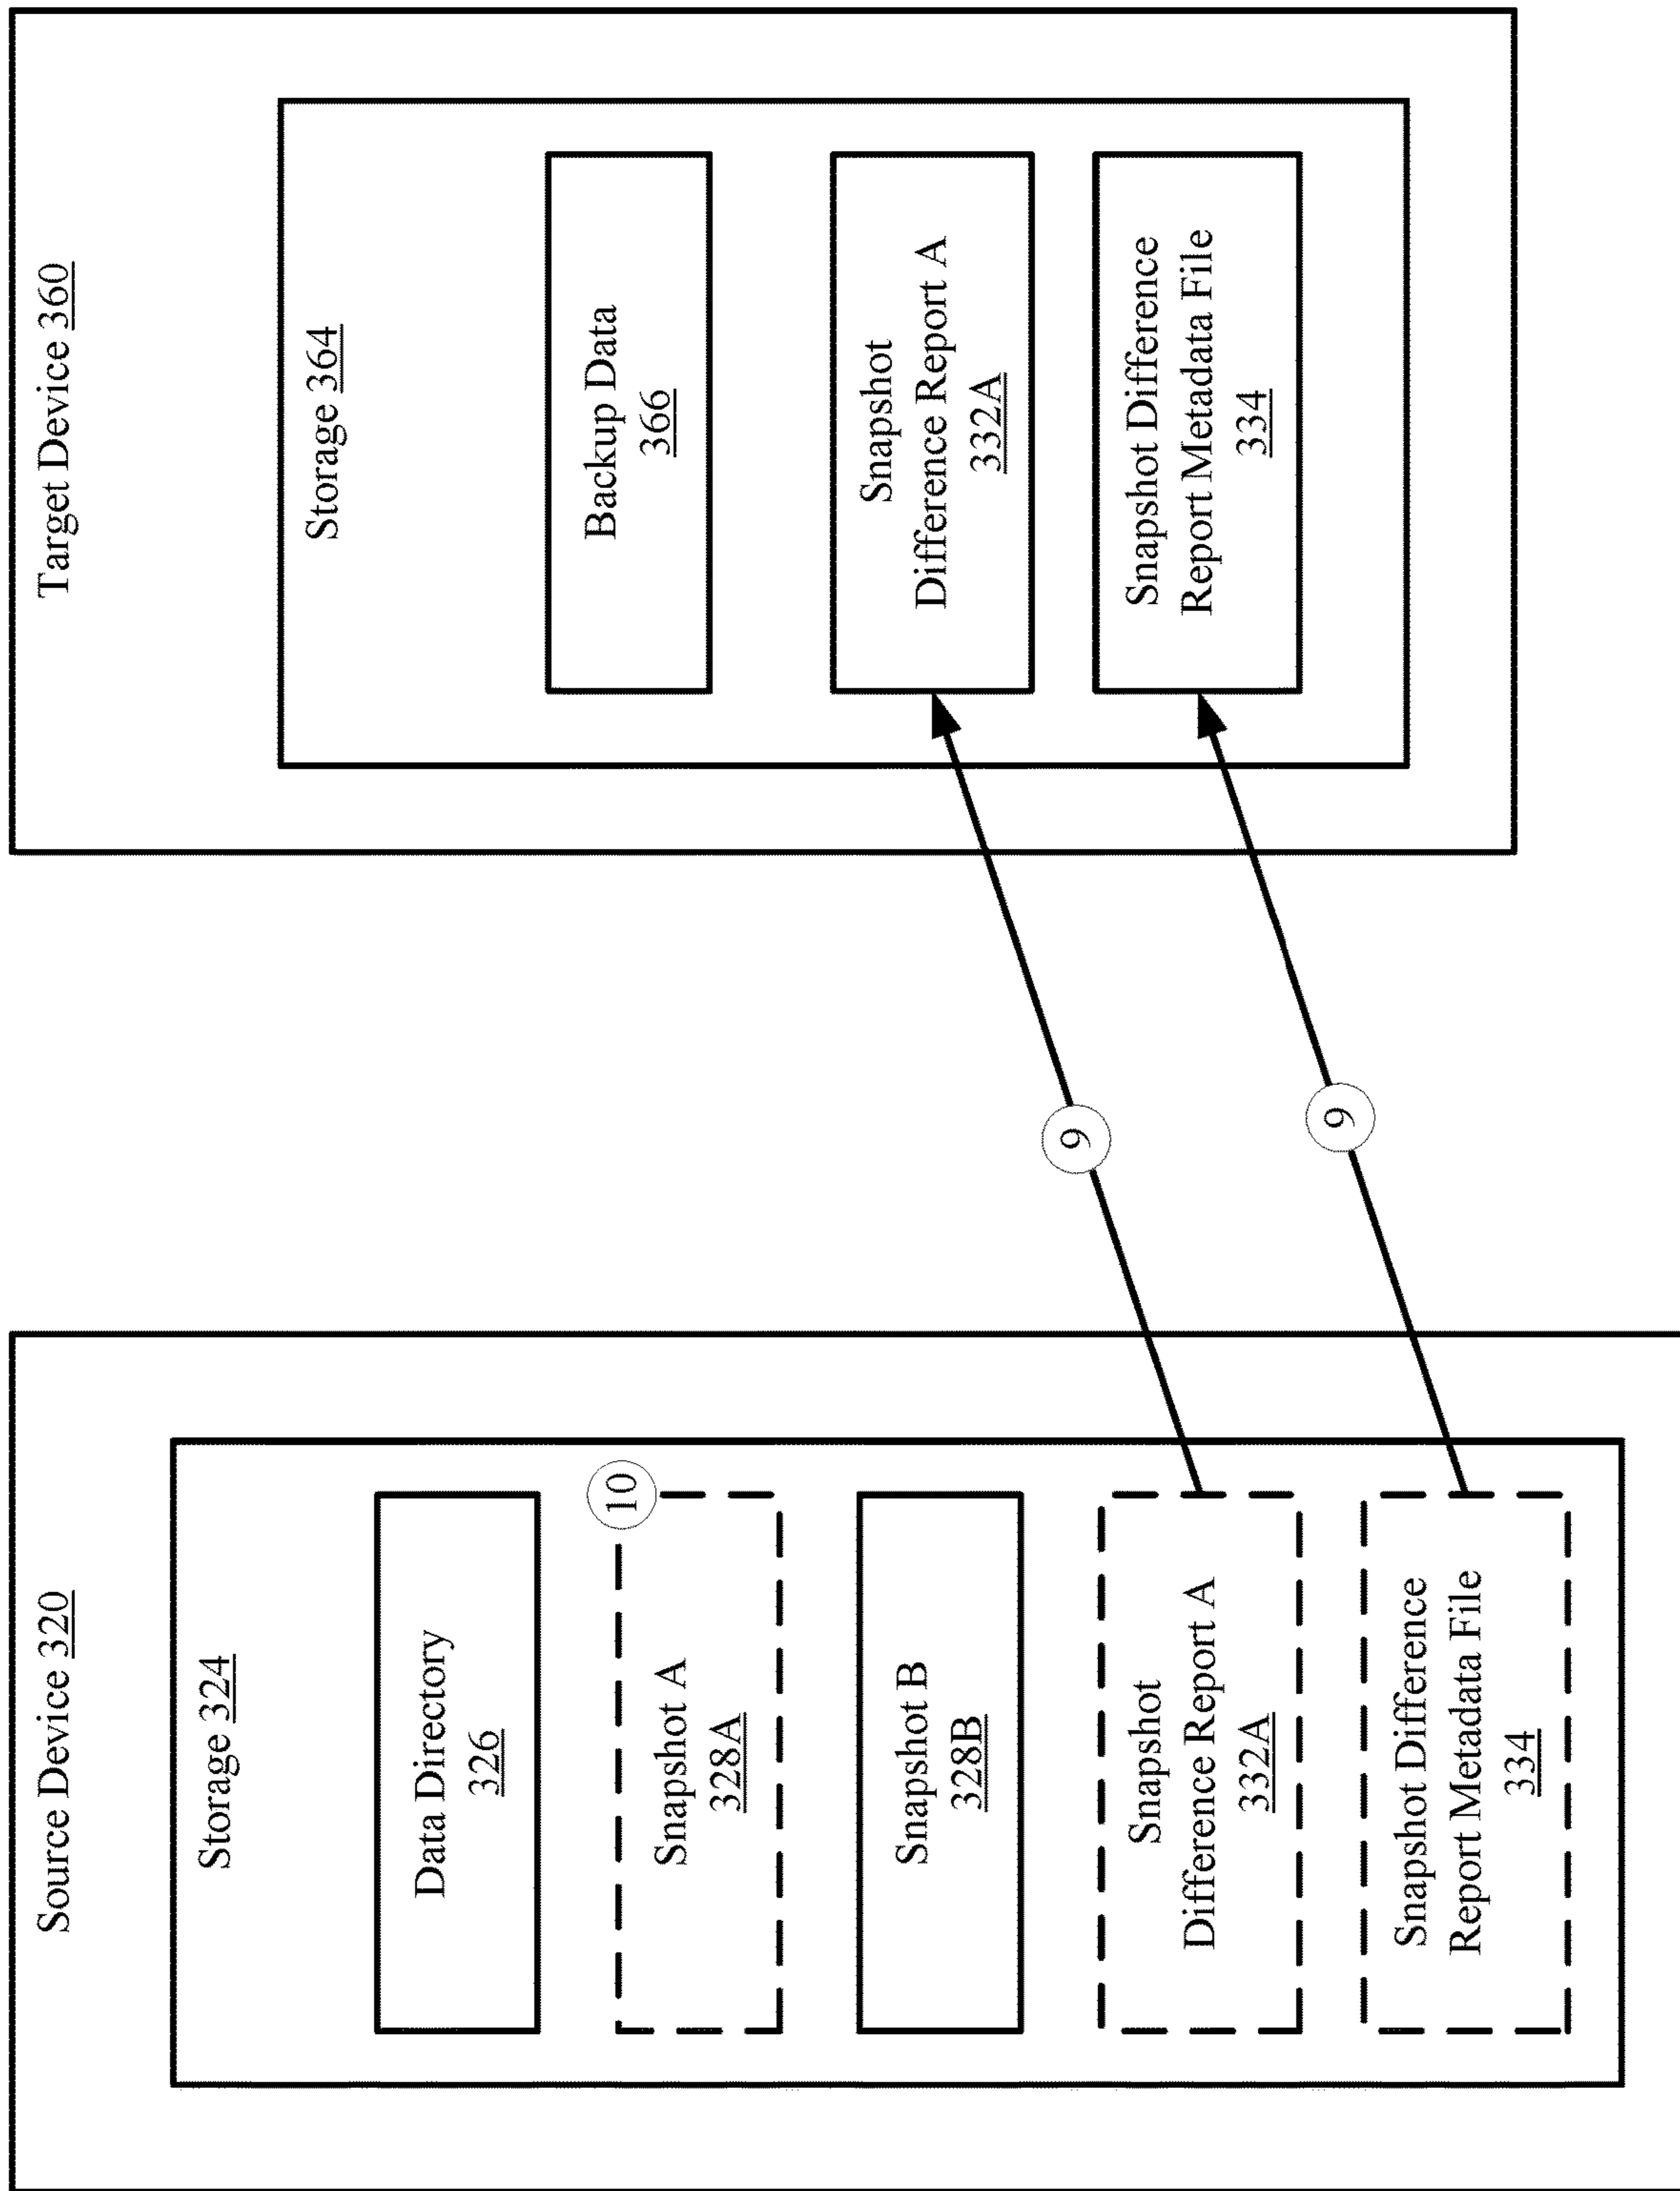 Source Device 320
Storage 324
Data Directory
326
10
Snapshot A
328A
Snapshot B
328B
Snapshot
Difference Report A
332A
Snapshot Difference
Report Metadata File
334
9
9
Target Device 360
Storage 364
Backup Data
366
Snapshot
Difference Report A
332A
Snapshot Difference
Report Metadata File
334